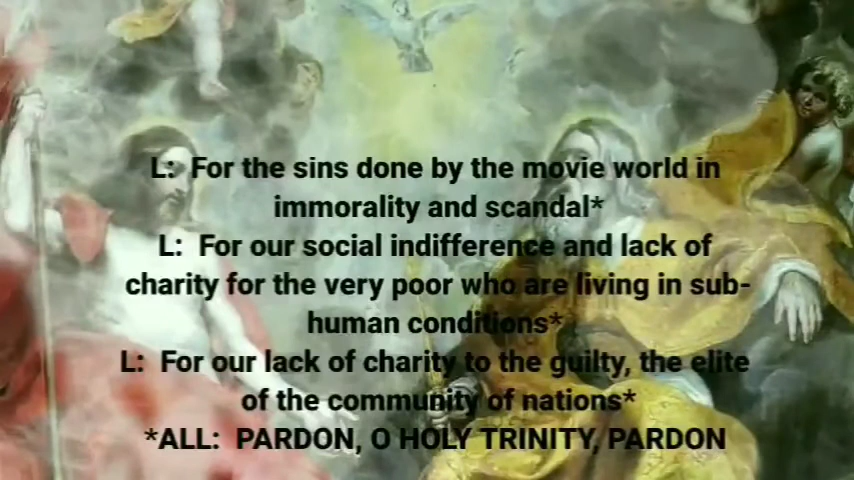 L: For the sins done by the movie world in
immorality and scandal*
L: For our social indifference and lack of
charity for the very poor who are living in sub-
human conditions*
L: For our lack of charity to the guilty, the elite
of the community of nations*
*ALL: PARDON, O HOLY TRINITY, PARDON